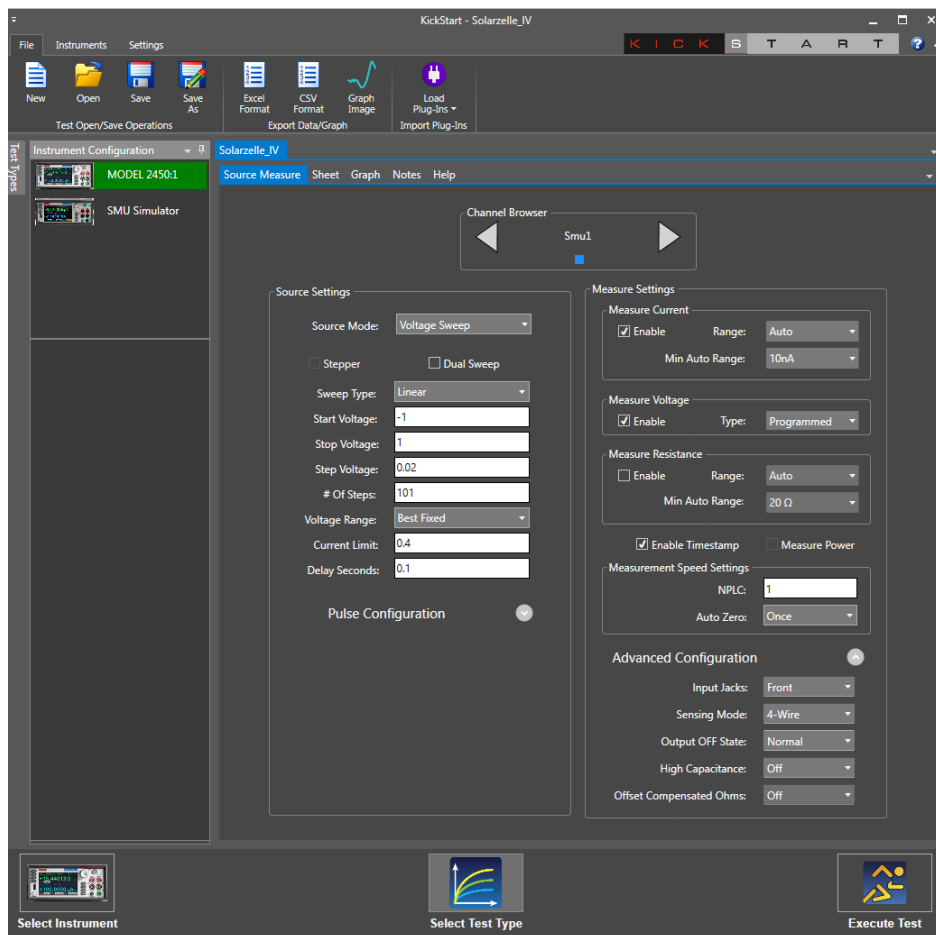 KickStart - Solarzelle_IV
File Instruments Settings
KICKSTART
New Open Save Save As Excel Format CSV Format Graph Image Load Plug-Ins
Test Open/Save Operations Export Data/Graph Import Plug-Ins
Test Types
Instrument Configuration
MODEL 2450:1
SMU Simulator
Solarzelle_IV
Source Measure Sheet Graph Notes Help
Channel Browser
Smu1
Source Settings
Source Mode: Voltage Sweep
Stepper Dual Sweep
Sweep Type: Linear
Start Voltage: -1
Stop Voltage: 1
Step Voltage: 0.02
# Of Steps: 101
Voltage Range: Best Fixed
Current Limit: 0.4
Delay Seconds: 0.1
Pulse Configuration
Measure Settings
Measure Current
Enable Range: Auto
Min Auto Range: 10nA
Measure Voltage
Enable Type: Programmed
Measure Resistance
Enable Range: Auto
Min Auto Range: 20 Ω
Enable Timestamp Measure Power
Measurement Speed Settings
NPLC: 1
Auto Zero: Once
Advanced Configuration
Input Jacks: Front
Sensing Mode: 4-Wire
Output OFF State: Normal
High Capacitance: Off
Offset Compensated Ohms: Off
Select Instrument
Select Test Type
Execute Test